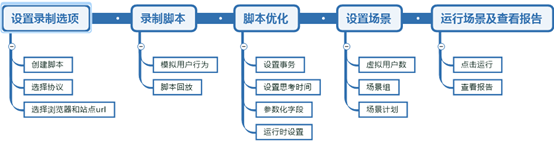 设置录制选项
录制脚本
脚本优化
设置场景
运行场景及查看报告
创建脚本
选择协议
选择浏览器和站点url
模拟用户行为
脚本回放
设置事务
设置思考时间
参数化字段
运行时设置
虚拟用户数
场景组
场景计划
点击运行
查看报告